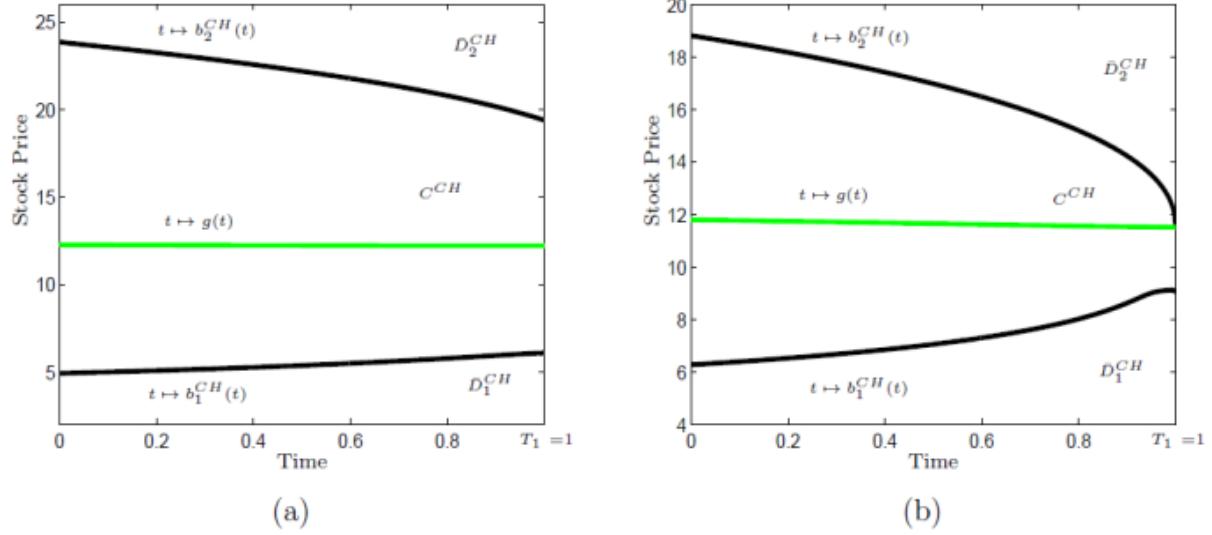 25
t ↦ b₂^{CH}(t)
D̄₂^{CH}
20
Stock Price
15
C^{CH}
t ↦ g(t)
10
5
t ↦ b₁^{CH}(t)
D̄₁^{CH}
0 0.2 0.4 0.6 0.8 T₁ =1
Time
(a)
20
t ↦ b₂^{CH}(t)
18
D̄₂^{CH}
16
Stock Price
14
t ↦ g(t)
C^{CH}
12
10
8
t ↦ b₁^{CH}(t)
D̄₁^{CH}
6
4
0 0.2 0.4 0.6 0.8 T₁ =1
Time
(b)